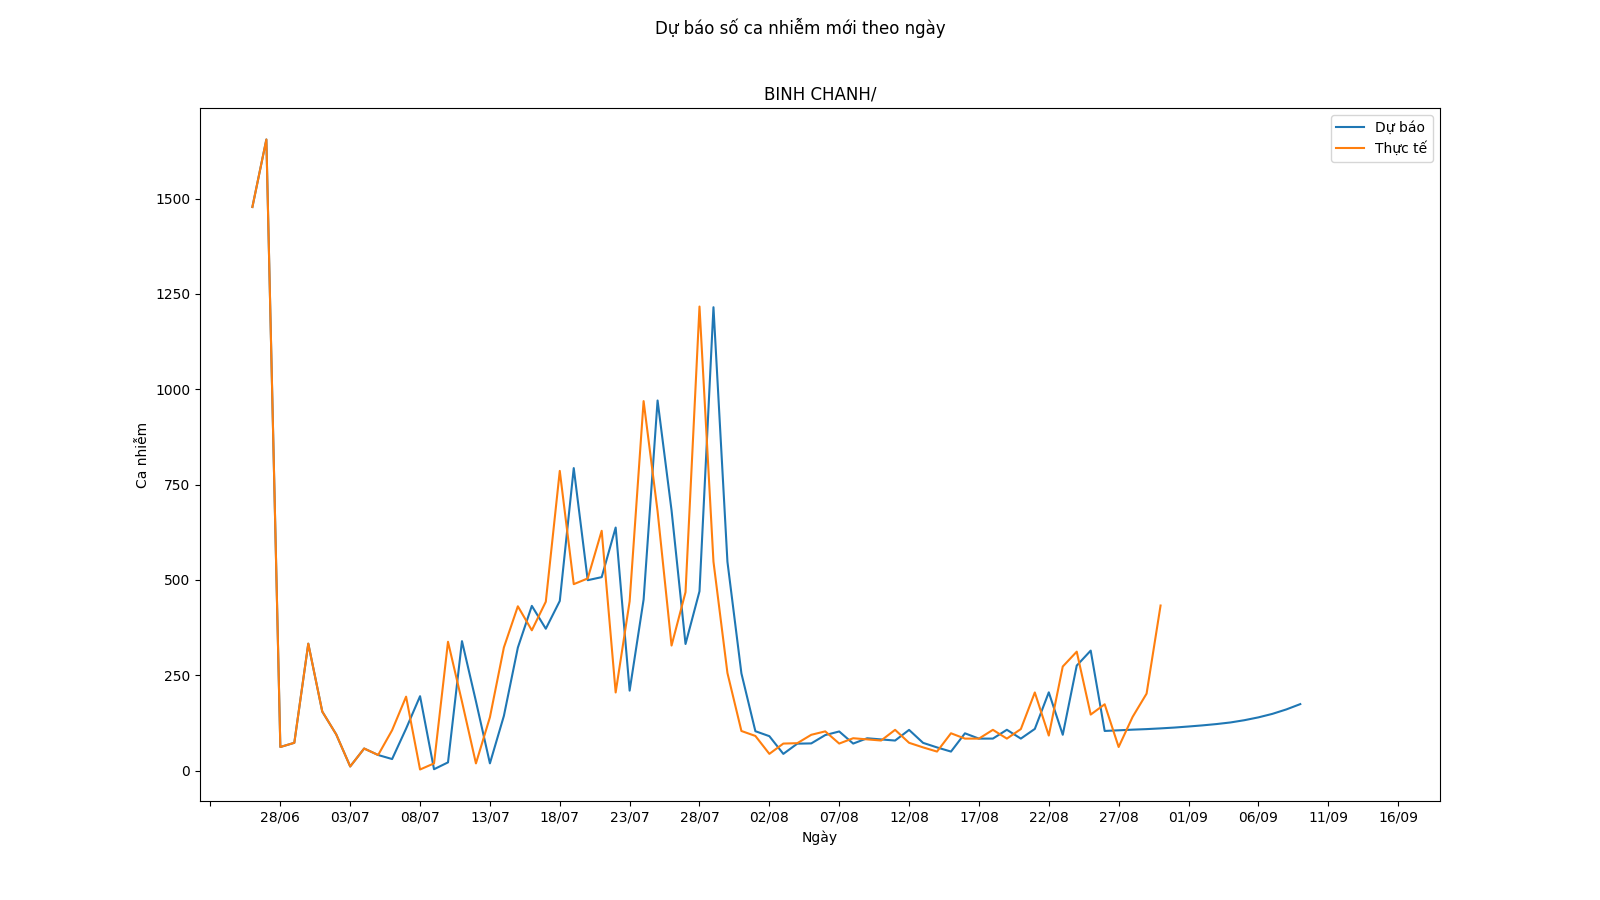 Dự báo số ca nhiễm mới theo ngày
BINH CHANH/
Dự báo
Thực tế
1500
1250
1000
750
500
250
0
Ca nhiễm
28/06 03/07 08/07 13/07 18/07 23/07 28/07 02/08 07/08 12/08 17/08 22/08 27/08 01/09 06/09 11/09 16/09
Ngày